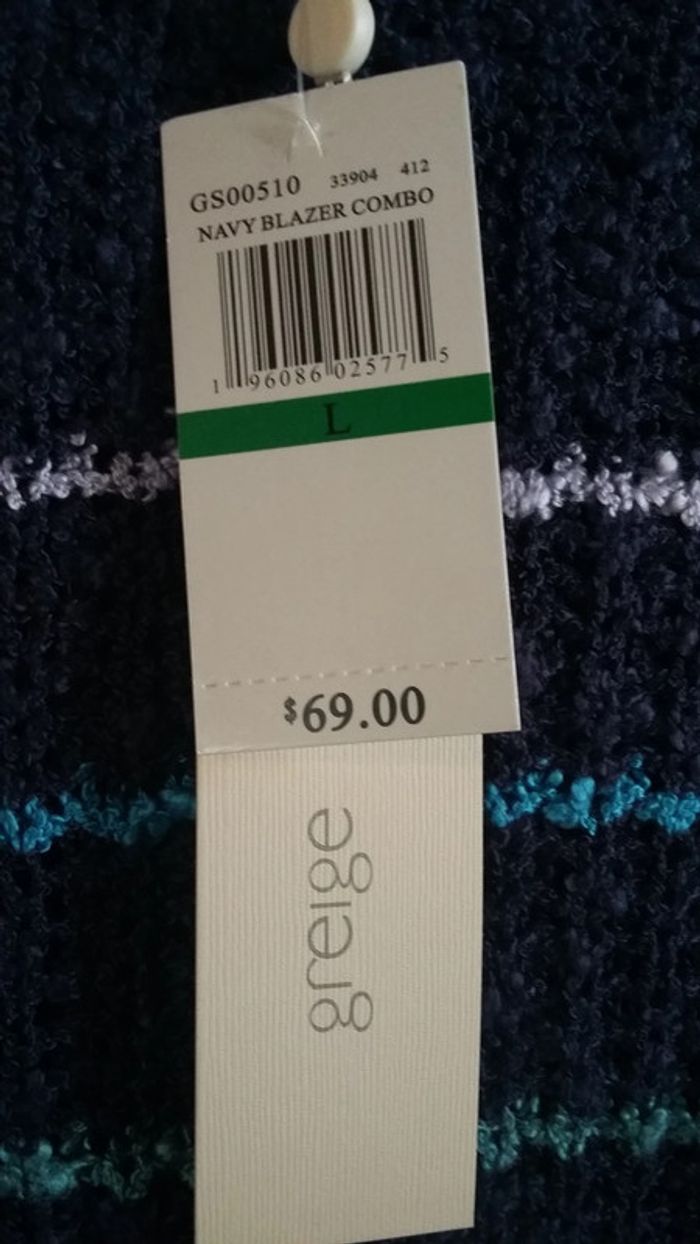 GS00510 33904 412
NAVY BLAZER COMBO
1 96086 02577 5
L
$69.00
greige